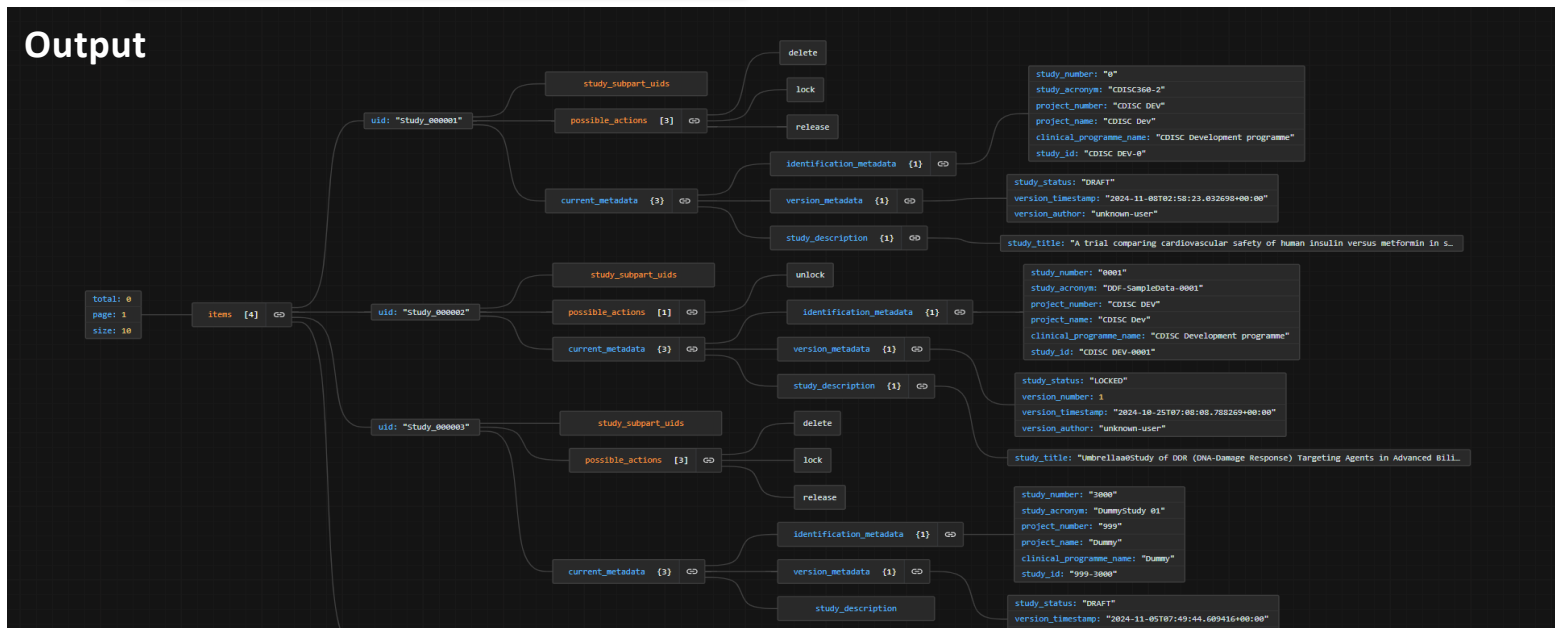 Output
total: 0
page: 1
size: 10
items [4]
uid: "Study_000001"
study_subpart_uids
possible_actions [3]
delete
lock
release
current_metadata {3}
identification_metadata {1}
study_number: "0"
study_acronym: "CDISC360-2"
project_number: "CDISC DEV"
project_name: "CDISC Dev"
clinical_programme_name: "CDISC Development programme"
study_id: "CDISC DEV-0"
version_metadata {1}
study_status: "DRAFT"
version_timestamp: "2024-11-08T02:58:23.032698+00:00"
version_author: "unknown-user"
study_description {1}
study_title: "A trial comparing cardiovascular safety of human insulin versus metformin in s…
uid: "Study_000002"
study_subpart_uids
possible_actions [1]
unlock
current_metadata {3}
identification_metadata {1}
study_number: "0001"
study_acronym: "DDF-SampleData-0001"
project_number: "CDISC DEV"
project_name: "CDISC Dev"
clinical_programme_name: "CDISC Development programme"
study_id: "CDISC DEV-0001"
version_metadata {1}
study_status: "LOCKED"
version_number: 1
version_timestamp: "2024-10-25T07:08:08.788269+00:00"
version_author: "unknown-user"
study_description {1}
study_title: "Umbrellaa0Study of DDR (DNA-Damage Response) Targeting Agents in Advanced Bili…
uid: "Study_000003"
study_subpart_uids
possible_actions [3]
delete
lock
release
current_metadata {3}
identification_metadata {1}
study_number: "3000"
study_acronym: "DummyStudy 01"
project_number: "999"
project_name: "Dummy"
clinical_programme_name: "Dummy"
study_id: "999-3000"
version_metadata {1}
study_status: "DRAFT"
version_timestamp: "2024-11-05T07:49:44.609416+00:00"
study_description